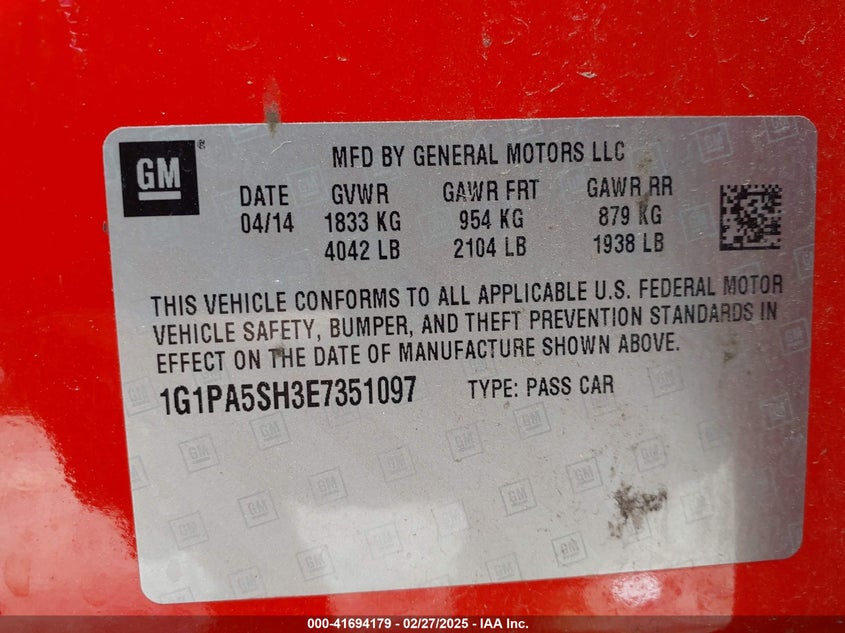 GM ®
MFD BY GENERAL MOTORS LLC
DATE GVWR GAWR FRT GAWR RR
04/14 1833 KG 954 KG 879 KG
4042 LB 2104 LB 1938 LB
THIS VEHICLE CONFORMS TO ALL APPLICABLE U.S. FEDERAL MOTOR
VEHICLE SAFETY, BUMPER, AND THEFT PREVENTION STANDARDS IN
EFFECT ON THE DATE OF MANUFACTURE SHOWN ABOVE.
1G1PA5SH3E7351097 TYPE: PASS CAR
000-41694179 - 02/27/2025 - IAA Inc.